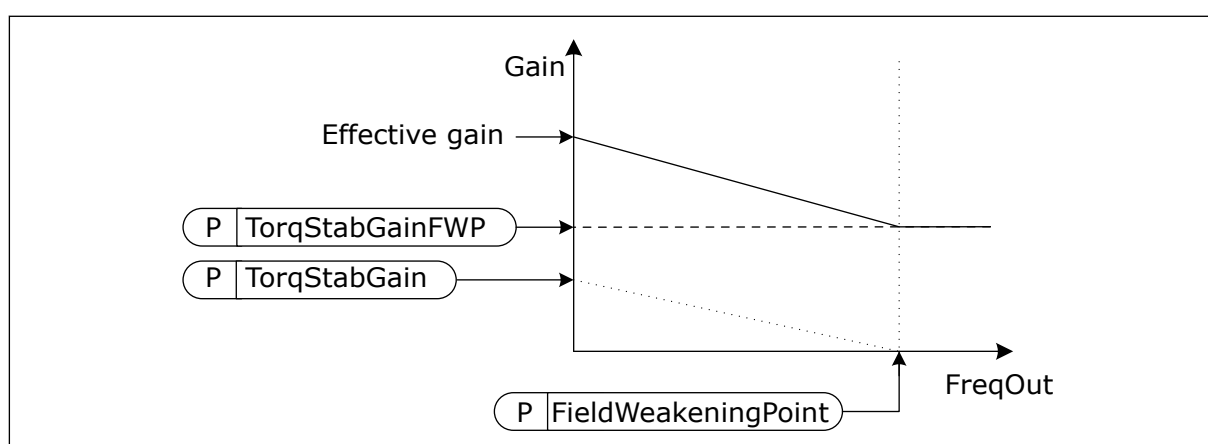 Gain
Effective gain
P TorqStabGainFWP
P TorqStabGain
FreqOut
P FieldWeakeningPoint